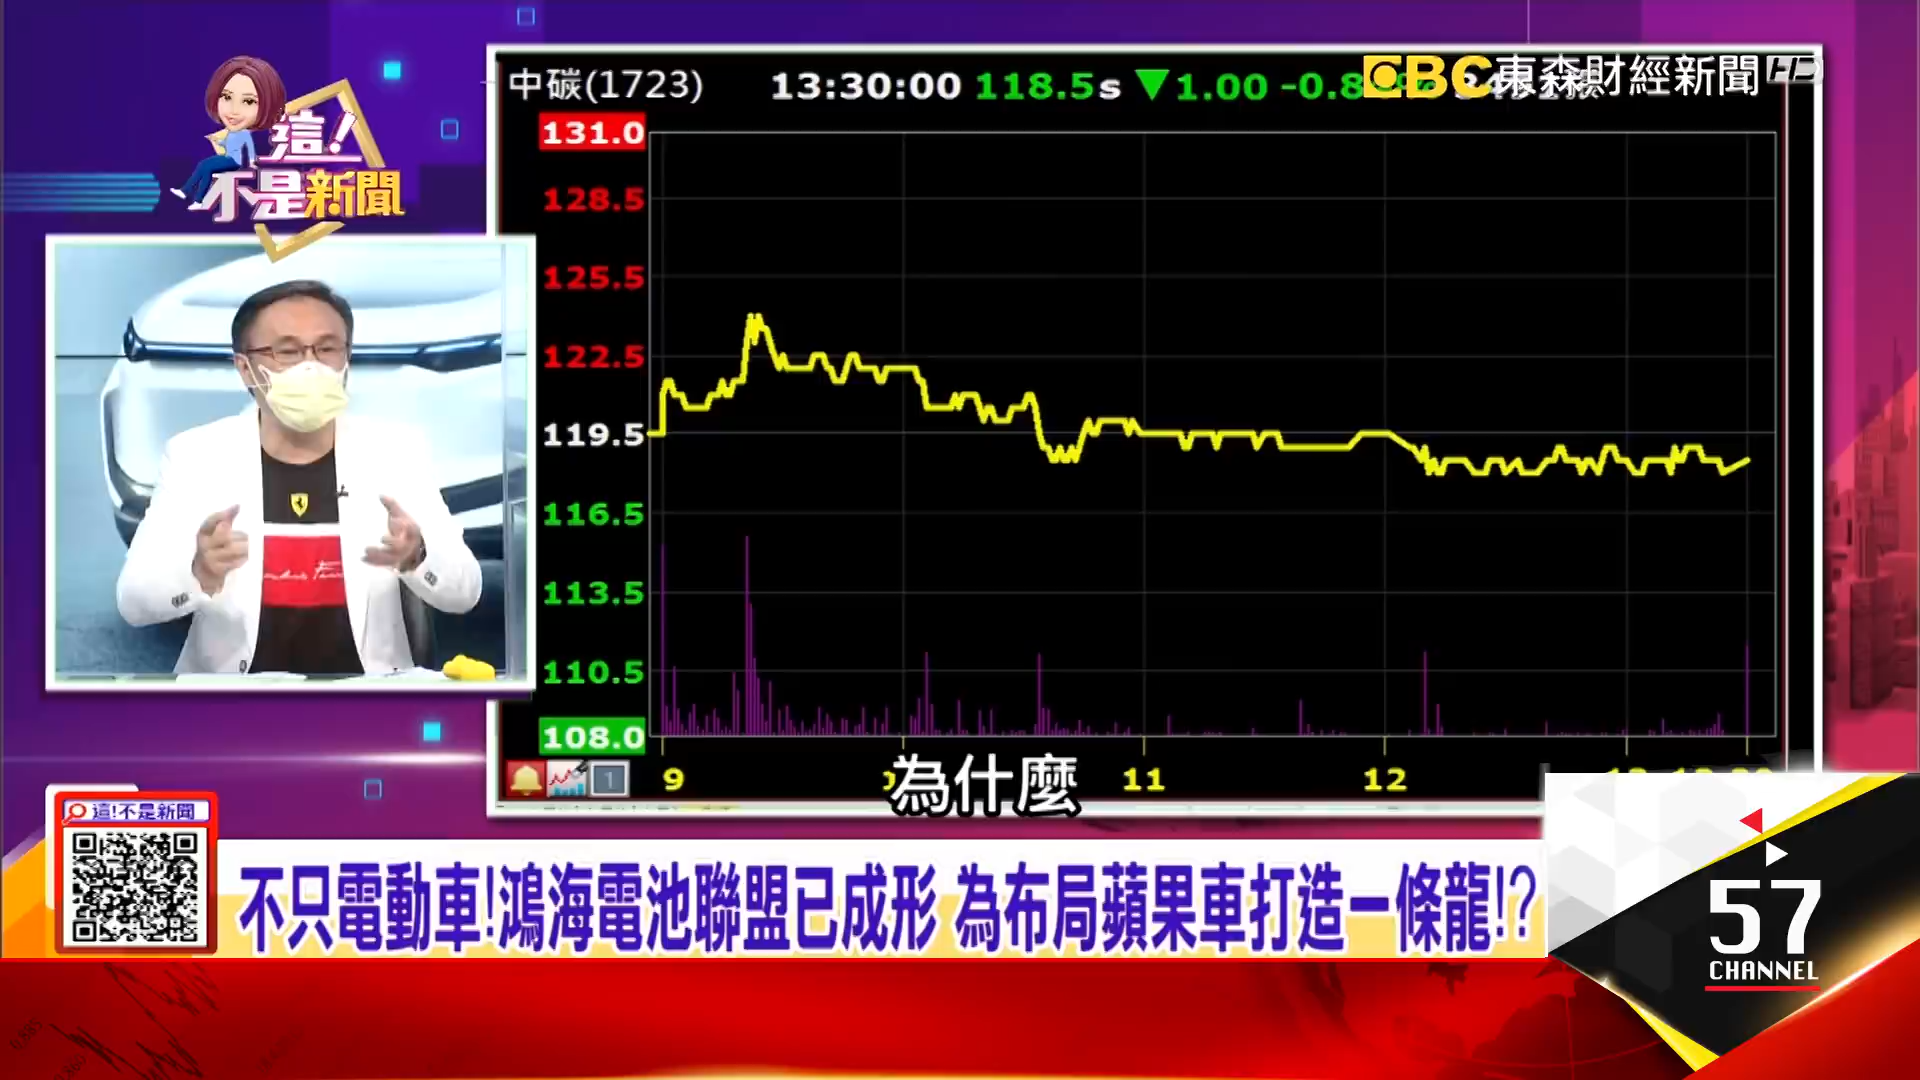 中碳(1723) 13:30:00 118.5s ▼1.00
EBC東森財經新聞HD
這!
不是新聞
131.0
128.5
125.5
122.5
119.5
116.5
113.5
110.5
108.0
1
9
11
12
為什麼
這!不是新聞
不只電動車!鴻海電池聯盟已成形 為布局蘋果車打造一條龍!?
57
CHANNEL